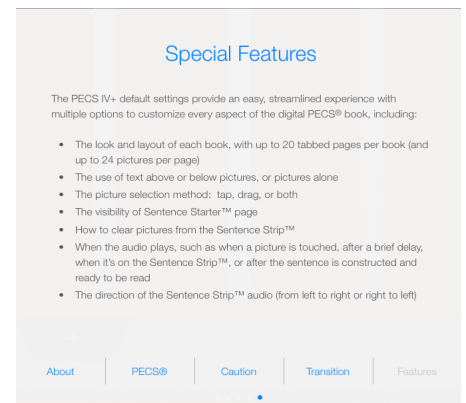 Special Features
The PECS IV+ default settings provide an easy, streamlined experience with
multiple options to customize every aspect of the digital PECS® book, including:
• The look and layout of each book, with up to 20 tabbed pages per book (and
up to 24 pictures per page)
• The use of text above or below pictures, or pictures alone
• The picture selection method: tap, drag, or both
• The visibility of Sentence Starter™ page
• How to clear pictures from the Sentence Strip™
• When the audio plays, such as when a picture is touched, after a brief delay,
when it's on the Sentence Strip™, or after the sentence is constructed and
ready to be read
• The direction of the Sentence Strip™ audio (from left to right or right to left)
About PECS® Caution Transition Features